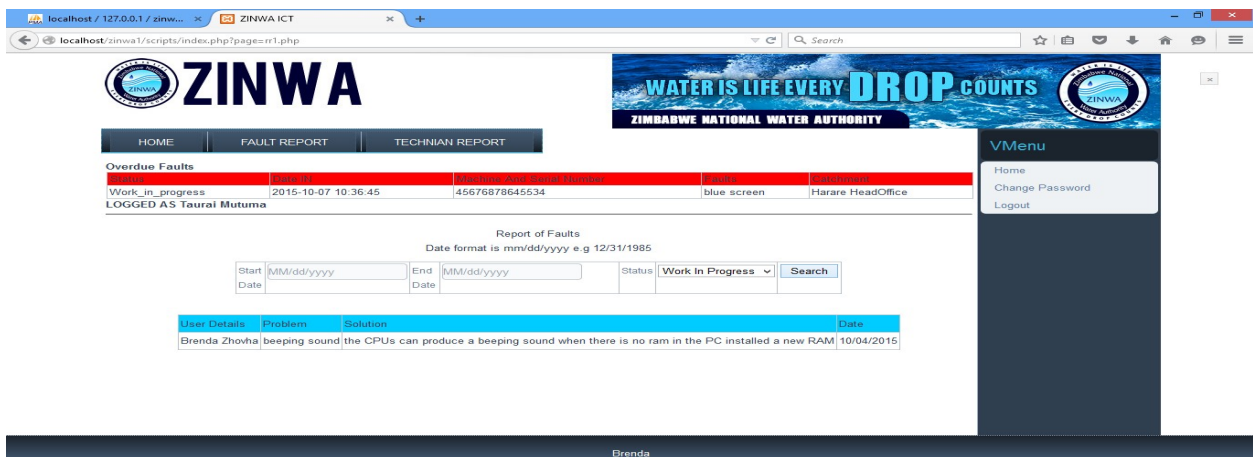 localhost / 127.0.0.1 / zinw... × ZINWA ICT × +
localhost/zinwa1/scripts/index.php?page=rr1.php Search
ZINWA
ZINWA
WATER IS LIFE EVERY DROP COUNTS
ZIMBABWE NATIONAL WATER AUTHORITY
ZINWA
HOME FAULT REPORT TECHNIAN REPORT
VMenu
Home
Change Password
Logout
Overdue Faults
Status Date IN Machine And Serial Number Faults Catchment
Work_in_progress 2015-10-07 10:36:45 45676878645534 blue screen Harare HeadOffice
LOGGED AS Taurai Mutuma
Report of Faults
Date format is mm/dd/yyyy e.g 12/31/1985
Start Date MM/dd/yyyy End Date MM/dd/yyyy Status Work In Progress Search
User Details Problem Solution Date
Brenda Zhovha beeping sound the CPUs can produce a beeping sound when there is no ram in the PC installed a new RAM 10/04/2015
Brenda